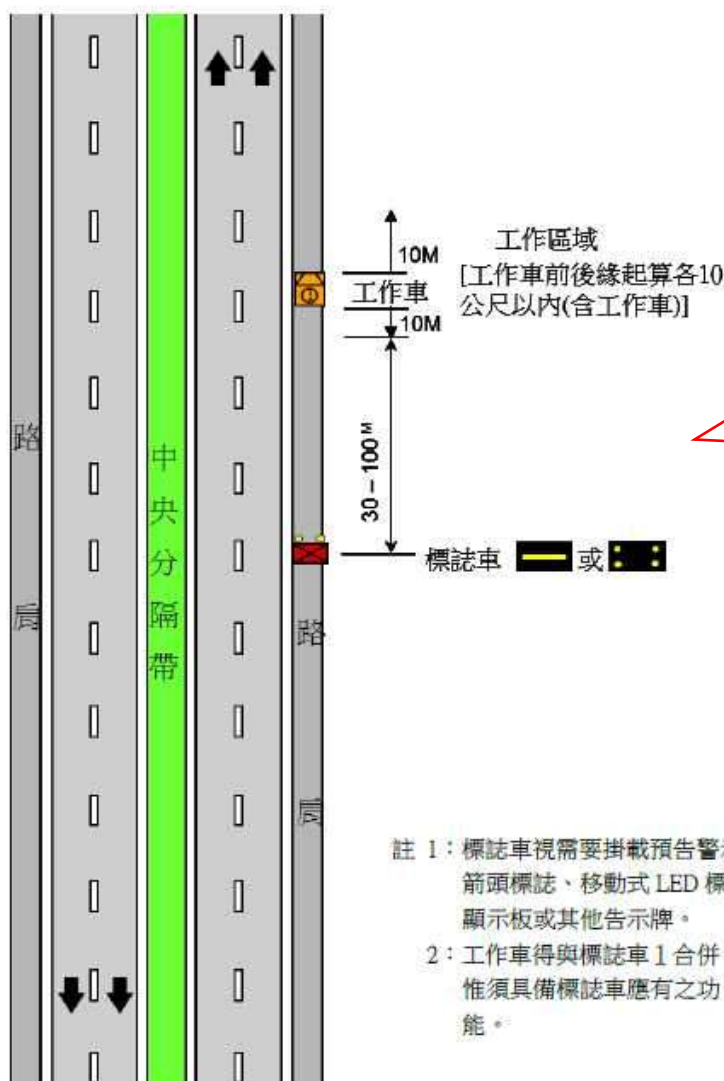 10M
工作區域
工作車
[工作車前後緣起算各10
公尺以內(含工作車)]
10M
30－100M
路肩
中央分隔帶
路肩
標誌車 或
註 1：標誌車視需要掛載預告警
箭頭標誌、移動式 LED 標
顯示板或其他告示牌。
2：工作車得與標誌車 1 合併
惟須具備標誌車應有之功
能。